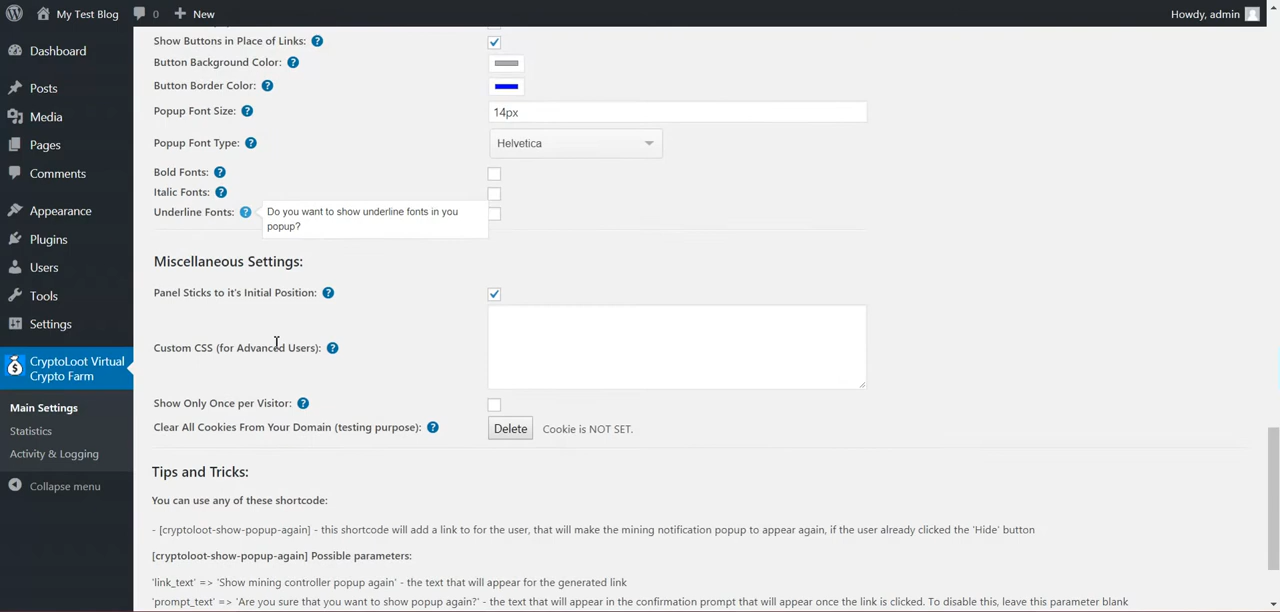 My Test Blog
0
New
Howdy, admin
Dashboard
Posts
Media
Pages
Comments
Appearance
Plugins
Users
Tools
Settings
CryptoLoot Virtual
Crypto Farm
Main Settings
Statistics
Activity & Logging
Collapse menu
Show Buttons in Place of Links: ?
Button Background Color: ?
Button Border Color: ?
Popup Font Size: ?
14px
Popup Font Type: ?
Helvetica
Bold Fonts: ?
Italic Fonts: ?
Underline Fonts: ?
Do you want to show underline fonts in you
popup?
Miscellaneous Settings:
Panel Sticks to it's Initial Position: ?
Custom CSS (for Advanced Users): ?
Show Only Once per Visitor: ?
Clear All Cookies From Your Domain (testing purpose): ?
Delete
Cookie is NOT SET.
Tips and Tricks:
You can use any of these shortcode:
- [cryptoloot-show-popup-again] - this shortcode will add a link to for the user, that will make the mining notification popup to appear again, if the user already clicked the 'Hide' button
[cryptoloot-show-popup-again] Possible parameters:
'link_text' => 'Show mining controller popup again' - the text that will appear for the generated link
'prompt_text' => 'Are you sure that you want to show popup again?' - the text that will appear in the confirmation prompt that will appear once the link is clicked. To disable this, leave this parameter blank